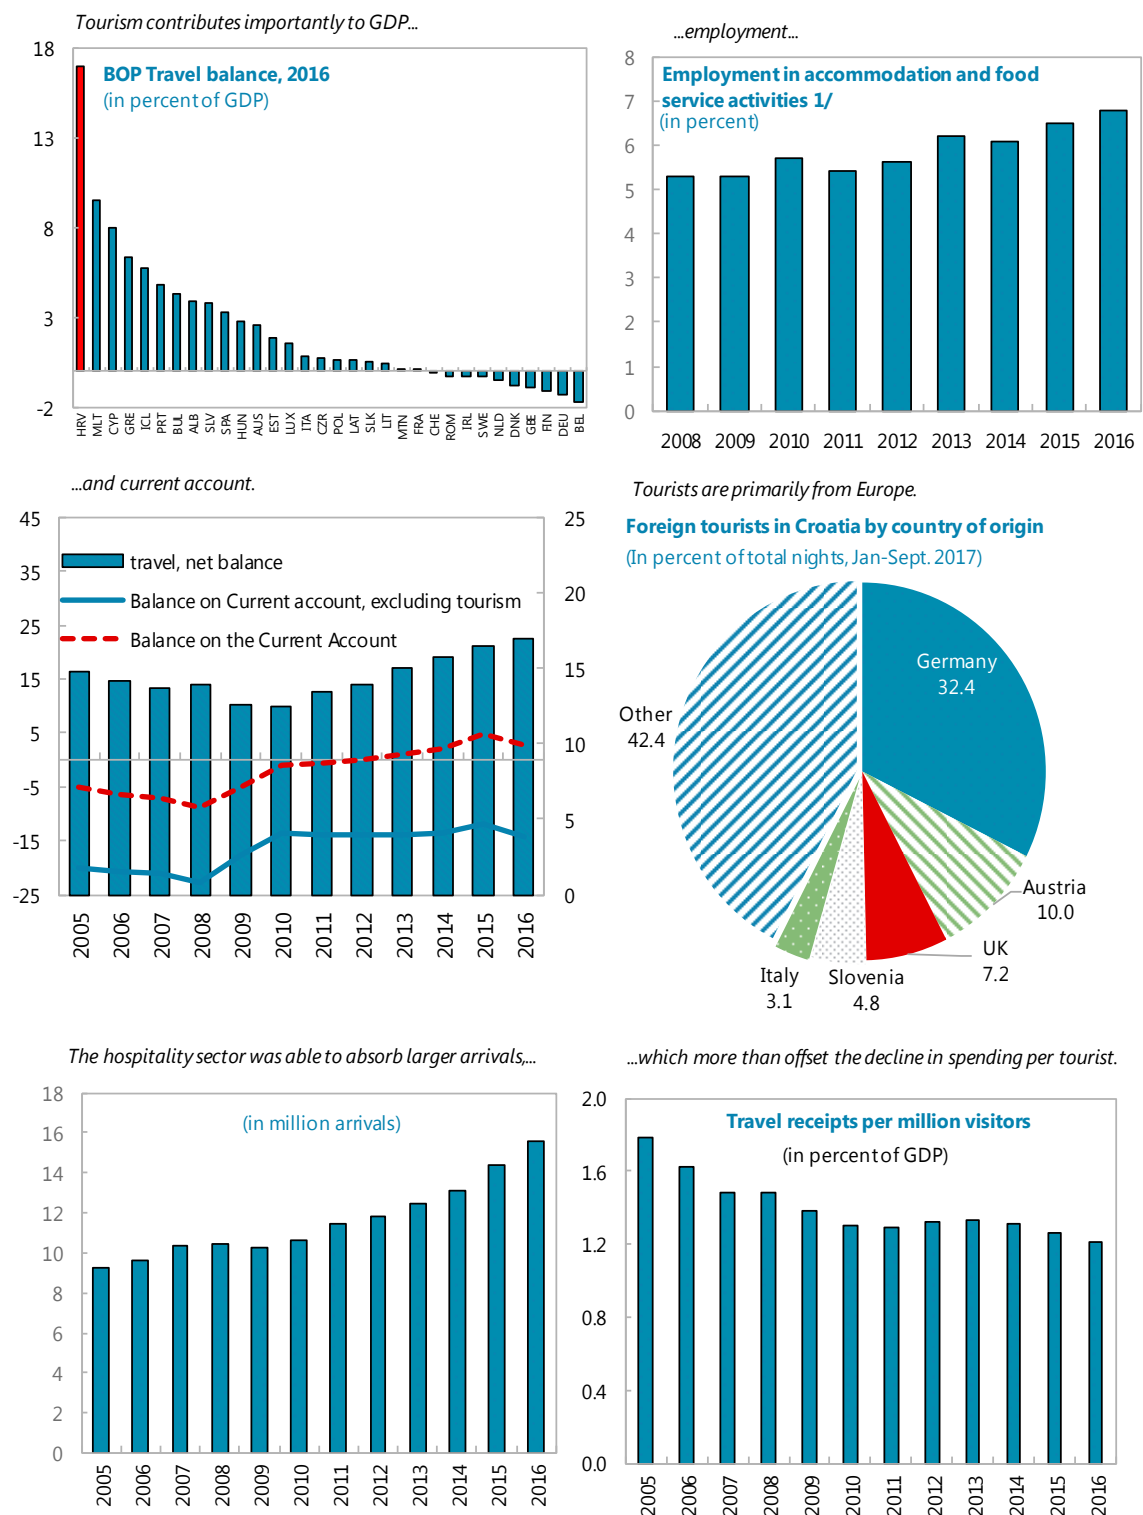 Tourism contributes importantly to GDP...
BOP Travel balance, 2016
(in percent of GDP)
18
13
8
3
-2
HRV MLT CYP GRE ICL PRT BUL ALB SLV SPA HUN AUS EST LUX ITA CZR POL LAT SLK LIT MTN FRA CHE ROM IRL SWE NLD DNK GBE FIN DEU BEL
...employment...
Employment in accommodation and food
service activities 1/
(in percent)
8
7
6
5
4
3
2
1
0
2008 2009 2010 2011 2012 2013 2014 2015 2016
...and current account.
travel, net balance
Balance on Current account, excluding tourism
Balance on the Current Account
45
35
25
15
5
-5
-15
-25
25
20
15
10
5
0
2005 2006 2007 2008 2009 2010 2011 2012 2013 2014 2015 2016
Tourists are primarily from Europe.
Foreign tourists in Croatia by country of origin
(In percent of total nights, Jan-Sept. 2017)
Germany
32.4
Other
42.4
Austria
10.0
UK
7.2
Slovenia
4.8
Italy
3.1
The hospitality sector was able to absorb larger arrivals,...
(in million arrivals)
18
16
14
12
10
8
6
4
2
0
2005 2006 2007 2008 2009 2010 2011 2012 2013 2014 2015 2016
...which more than offset the decline in spending per tourist.
Travel receipts per million visitors
(in percent of GDP)
2.0
1.6
1.2
0.8
0.4
0.0
2005 2006 2007 2008 2009 2010 2011 2012 2013 2014 2015 2016